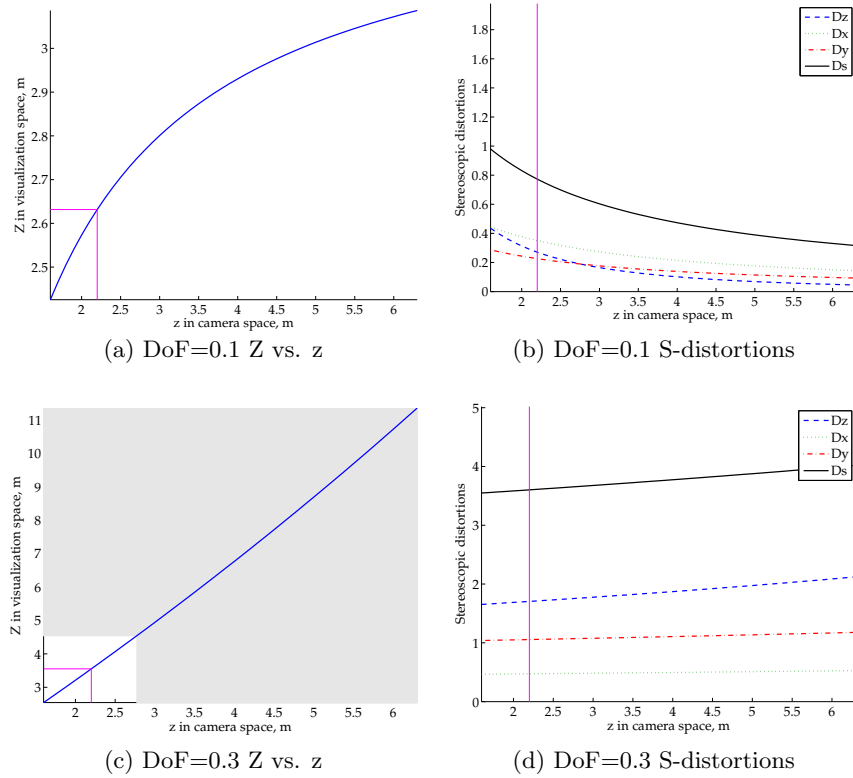 3
2.9
2.8
2.7
2.6
2.5
Z in visualization space, m
2 2.5 3 3.5 4 4.5 5 5.5 6
z in camera space, m
(a) DoF=0.1 Z vs. z
1.8
1.6
1.4
1.2
1
0.8
0.6
0.4
0.2
0
Stereoscopic distortions
Dz
Dx
Dy
Ds
2 2.5 3 3.5 4 4.5 5 5.5 6
z in camera space, m
(b) DoF=0.1 S-distortions
11
10
9
8
7
6
5
4
3
Z in visualization space, m
2 2.5 3 3.5 4 4.5 5 5.5 6
z in camera space, m
(c) DoF=0.3 Z vs. z
5
4
3
2
1
0
Stereoscopic distortions
Dz
Dx
Dy
Ds
2 2.5 3 3.5 4 4.5 5 5.5 6
z in camera space, m
(d) DoF=0.3 S-distortions